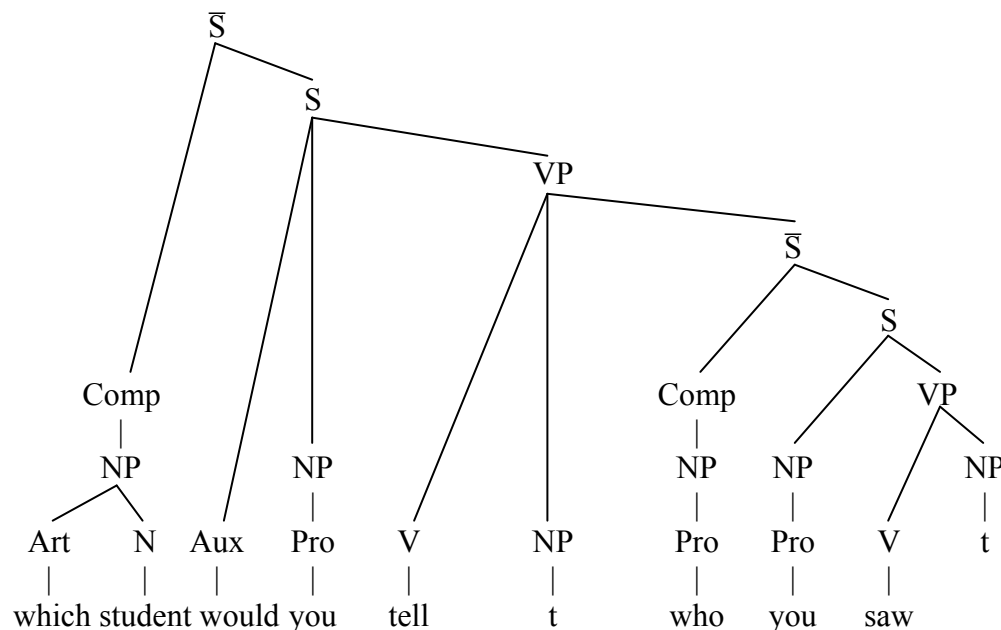 S̅
S
VP
S̅
S
Comp Comp VP
NP NP NP NP NP
Art N Aux Pro V NP Pro Pro V t
which student would you tell t who you saw